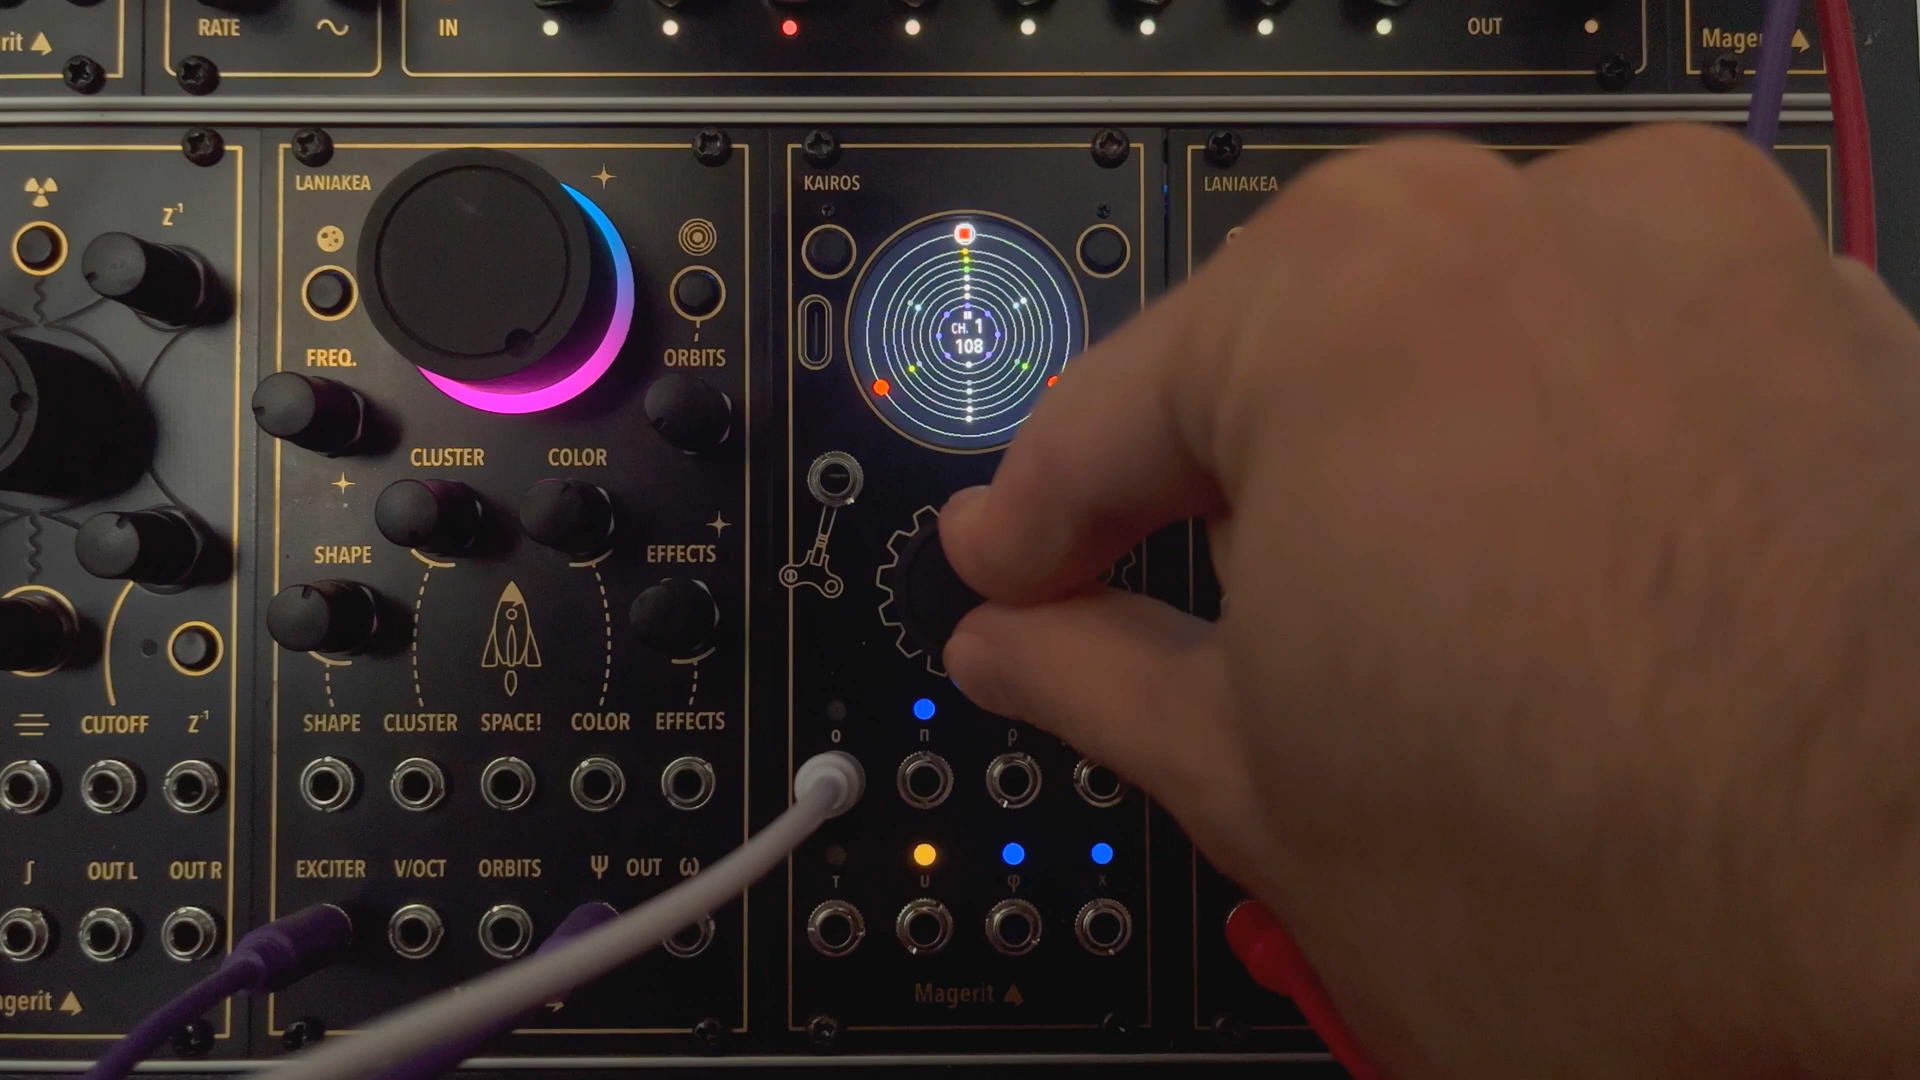 RATE
IN
OUT
rit
Mager
LANIAKEA
KAIROS
LANIAKEA
Z⁻¹
FREQ.
ORBITS
CH. 1
108
CLUSTER
COLOR
SHAPE
EFFECTS
CUTOFF
Z⁻¹
SHAPE
CLUSTER
SPACE!
COLOR
EFFECTS
ο
π
ρ
∫
OUT L
OUT R
EXCITER
V/OCT
ORBITS
Ψ
OUT
ω
τ
υ
φ
χ
agerit
Magerit